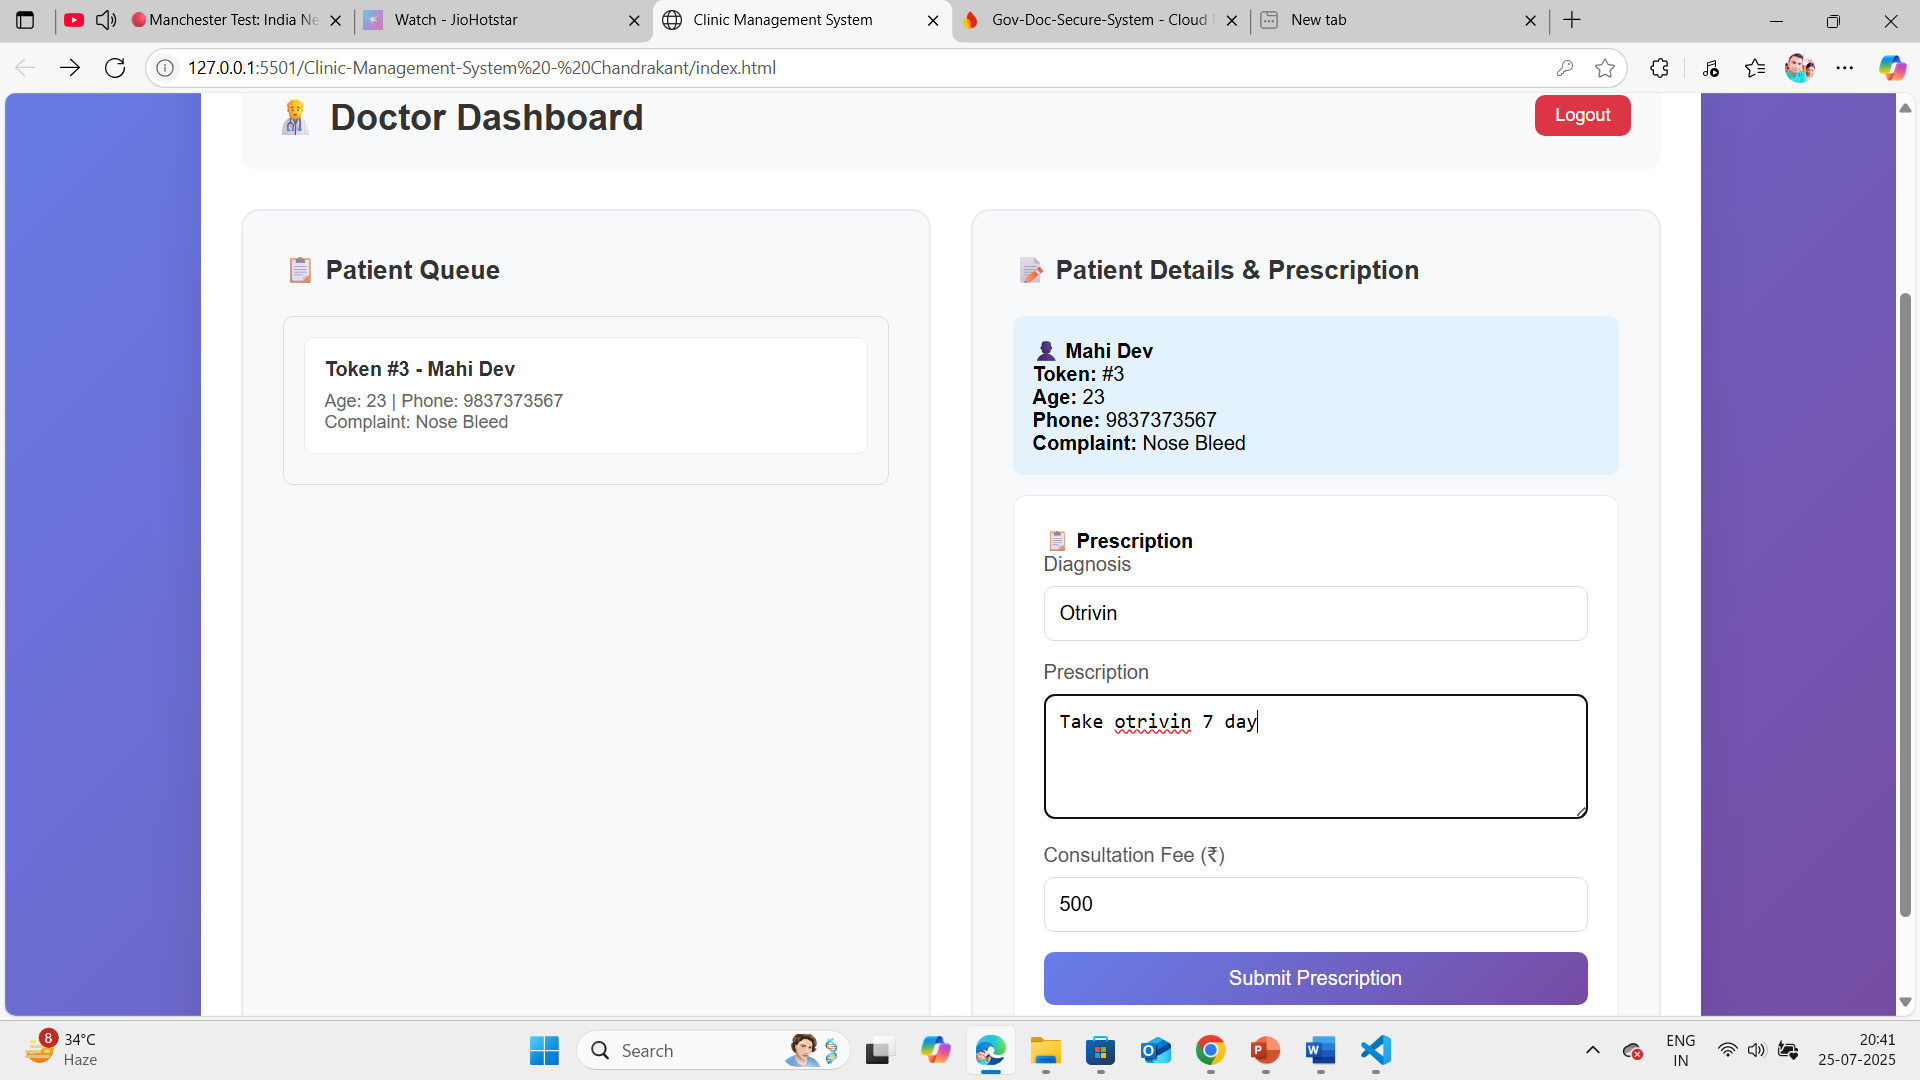 Manchester Test: India Ne
Watch - JioHotstar
Clinic Management System
Gov-Doc-Secure-System - Cloud
New tab
127.0.0.1:5501/Clinic-Management-System%20-%20Chandrakant/index.html
Doctor Dashboard
Logout
Patient Queue
Token #3 - Mahi Dev
Age: 23 | Phone: 9837373567
Complaint: Nose Bleed
Patient Details & Prescription
Mahi Dev
Token: #3
Age: 23
Phone: 9837373567
Complaint: Nose Bleed
Prescription
Diagnosis
Otrivin
Prescription
Take otrivin 7 day
Consultation Fee (₹)
500
Submit Prescription
8
34°C
Haze
Search
ENG
IN
20:41
25-07-2025